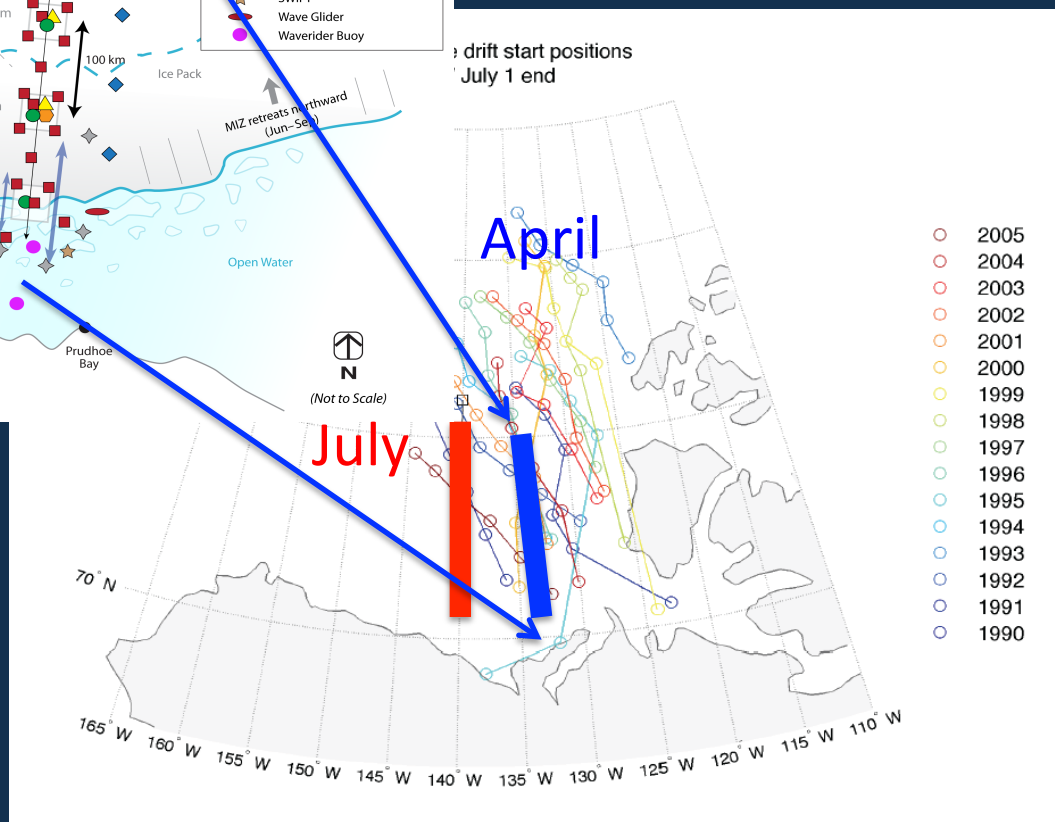 Wave Glider
Waverider Buoy
100 km
Ice Pack
MIZ retreats northward
(Jun–Sep)
Open Water
Prudhoe
Bay
N
(Not to Scale)
e drift start positions
July 1 end
April
July
2005
2004
2003
2002
2001
2000
1999
1998
1997
1996
1995
1994
1993
1992
1991
1990
70° N
165° W
160° W
155° W
150° W
145° W
140° W
135° W
130° W
125° W
120° W
115° W
110° W